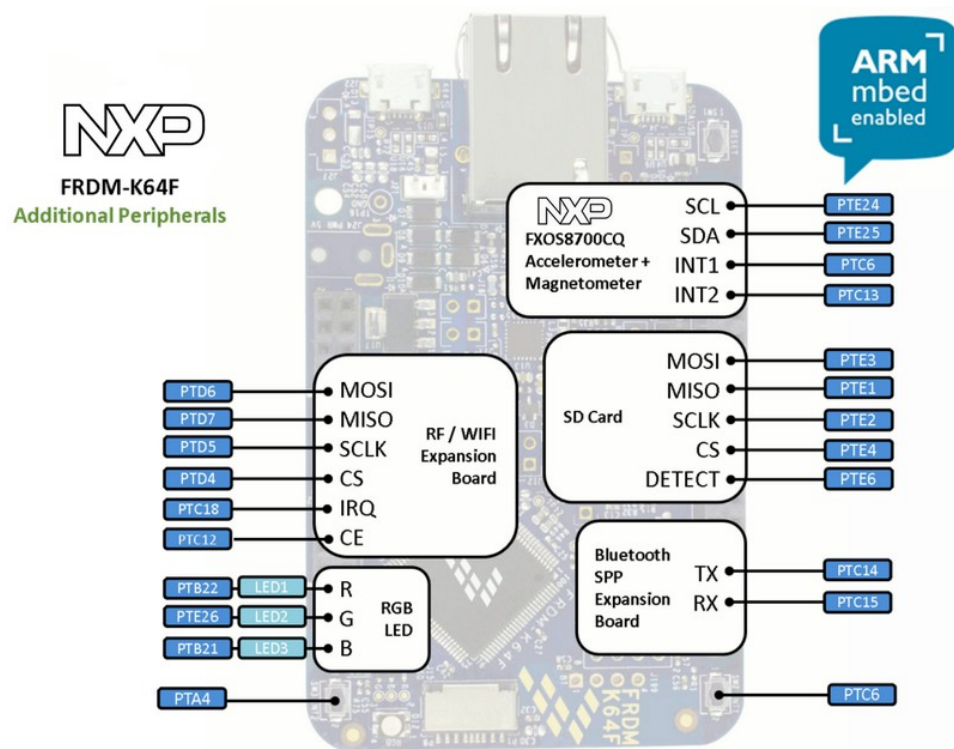 NXP
FRDM-K64F
Additional Peripherals
ARM
mbed
enabled
NXP
FXOS8700CQ
Accelerometer +
Magnetometer
SCL PTE24
SDA PTE25
INT1 PTC6
INT2 PTC13
SD Card
MOSI PTE3
MISO PTE1
SCLK PTE2
CS PTE4
DETECT PTE6
RF / WIFI
Expansion
Board
PTD6 MOSI
PTD7 MISO
PTD5 SCLK
PTD4 CS
PTC18 IRQ
PTC12 CE
Bluetooth
SPP
Expansion
Board
TX PTC14
RX PTC15
RGB
LED
PTB22 LED1 R
PTE26 LED2 G
PTB21 LED3 B
PTA4
PTC6
RESET
FRDM-K64F
FRDM
K64F